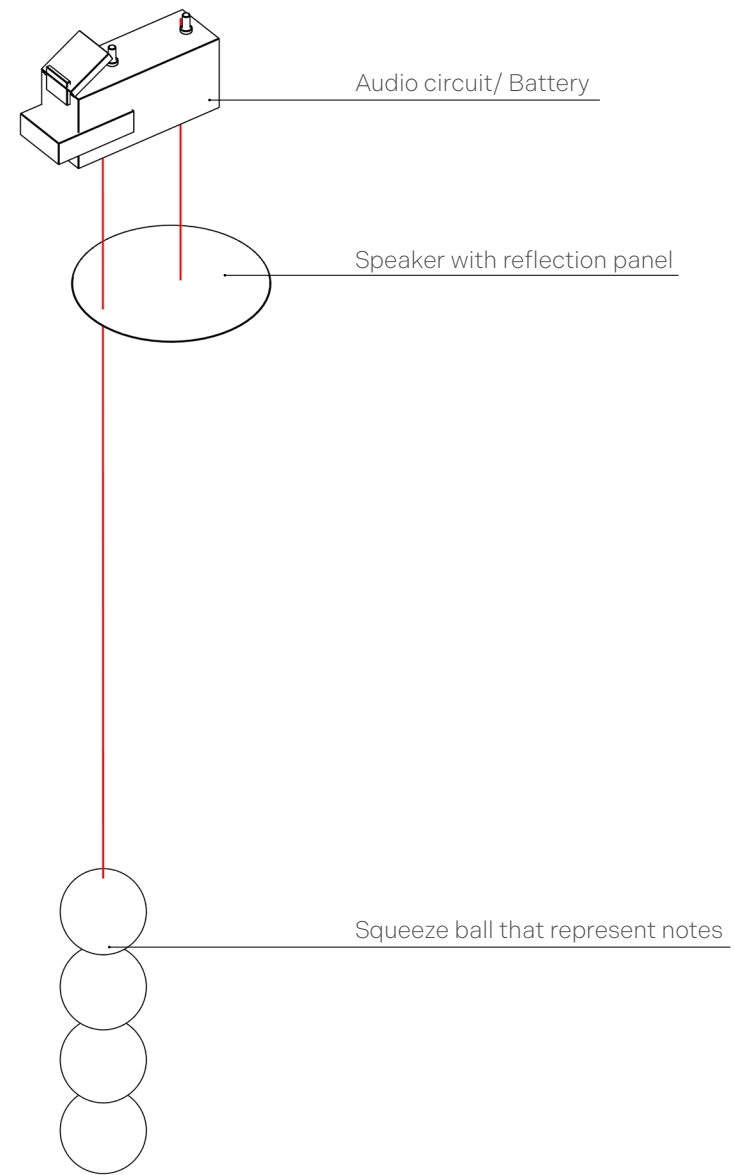 Audio circuit/ Battery
Speaker with reflection panel
Squeeze ball that represent notes